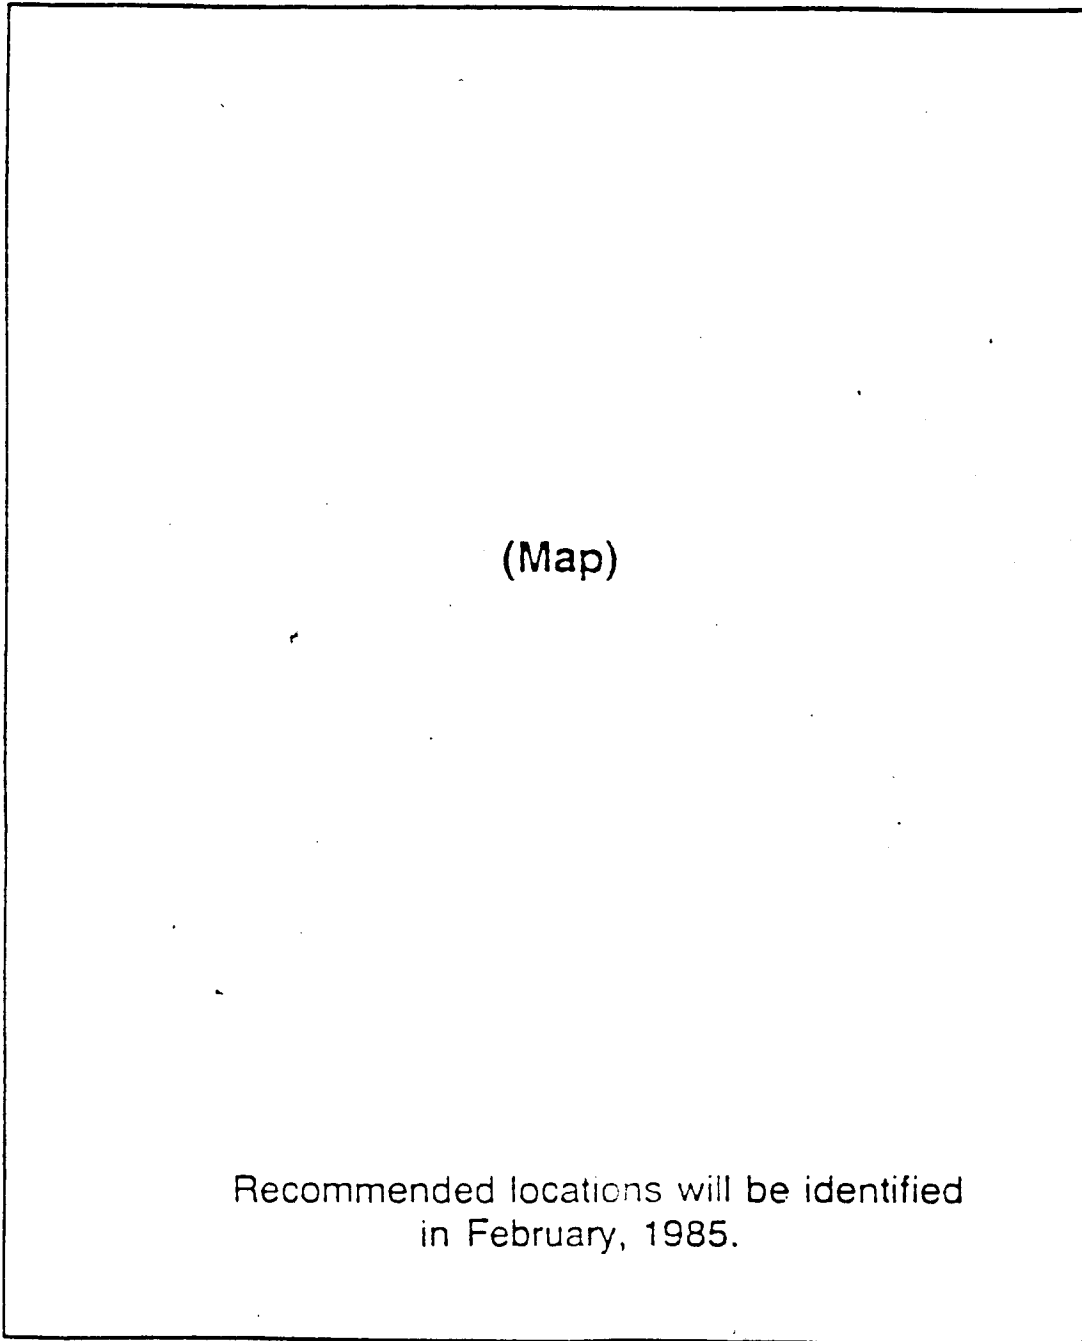 (Map)
Recommended locations will be identified
in February, 1985.